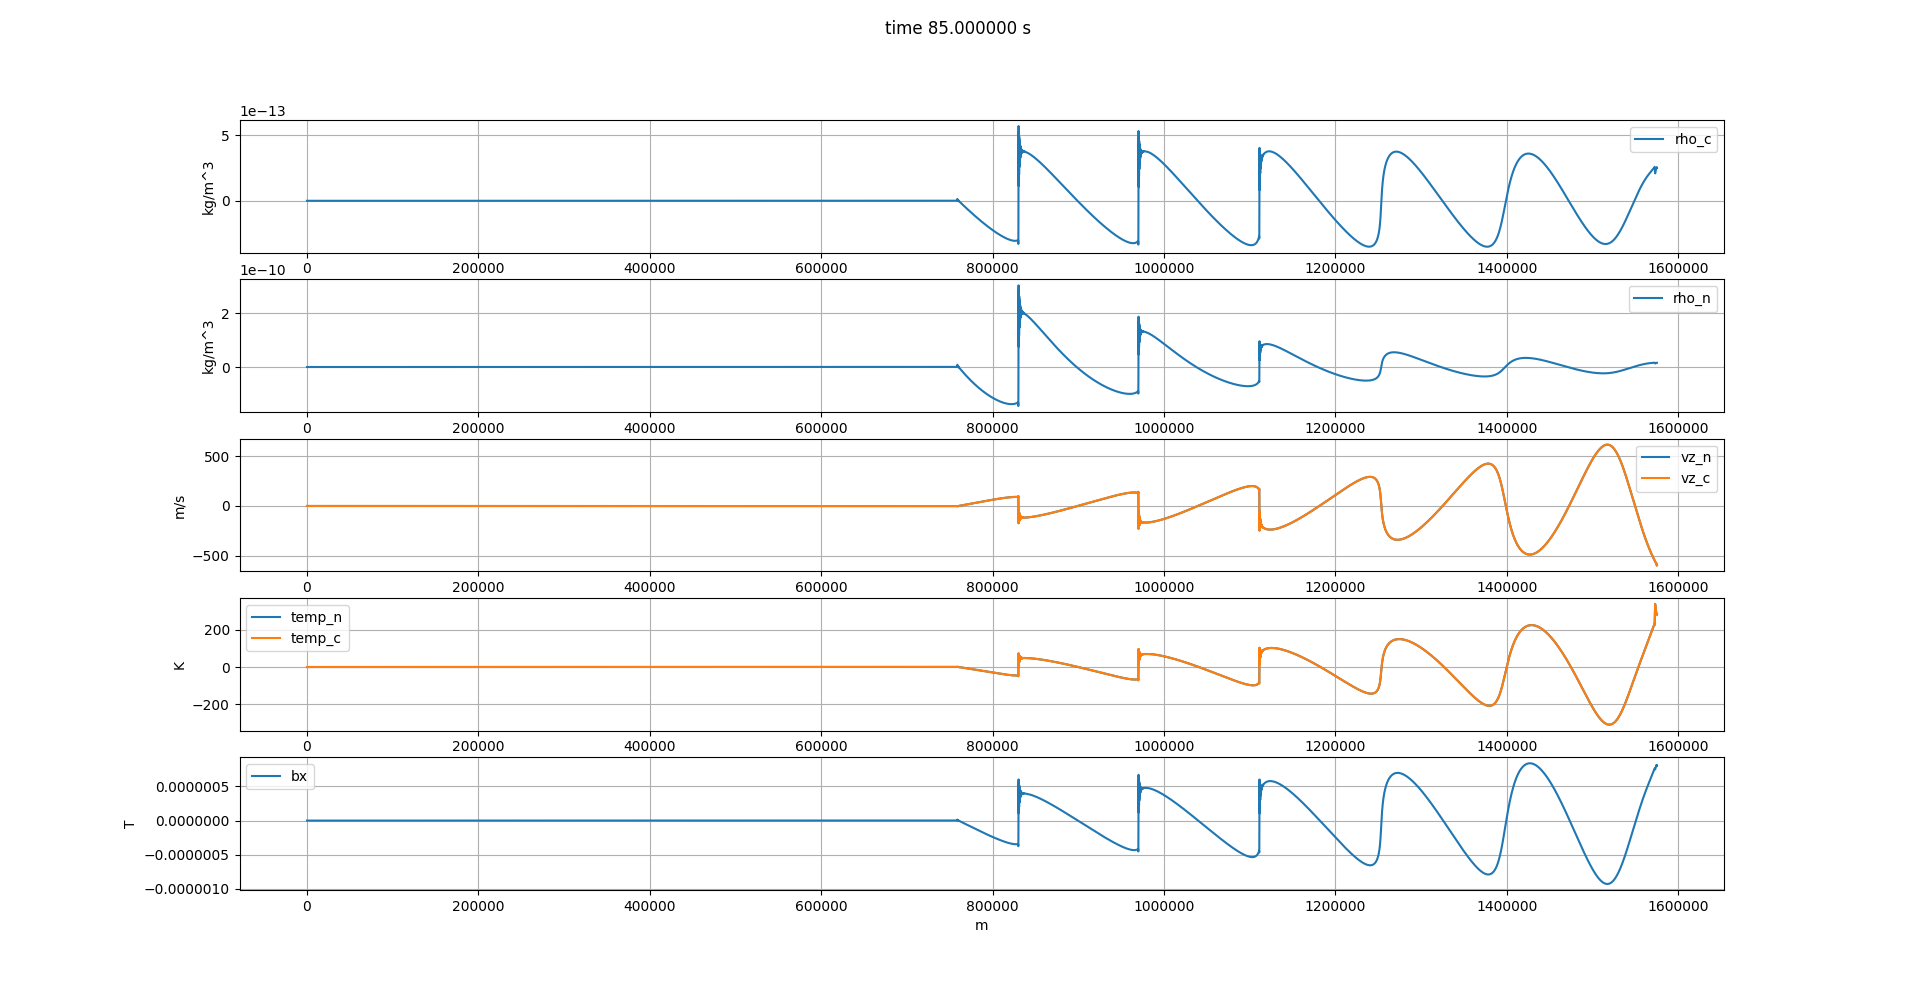 time 85.000000 s
1e−13
5
0
kg/m^3
rho_c
0 200000 400000 600000 800000 1000000 1200000 1400000 1600000
1e−10
2
0
kg/m^3
rho_n
0 200000 400000 600000 800000 1000000 1200000 1400000 1600000
500
0
−500
m/s
vz_n
vz_c
0 200000 400000 600000 800000 1000000 1200000 1400000 1600000
temp_n
temp_c
200
0
−200
K
0 200000 400000 600000 800000 1000000 1200000 1400000 1600000
bx
0.0000005
0.0000000
−0.0000005
−0.0000010
T
0 200000 400000 600000 800000 1000000 1200000 1400000 1600000
m